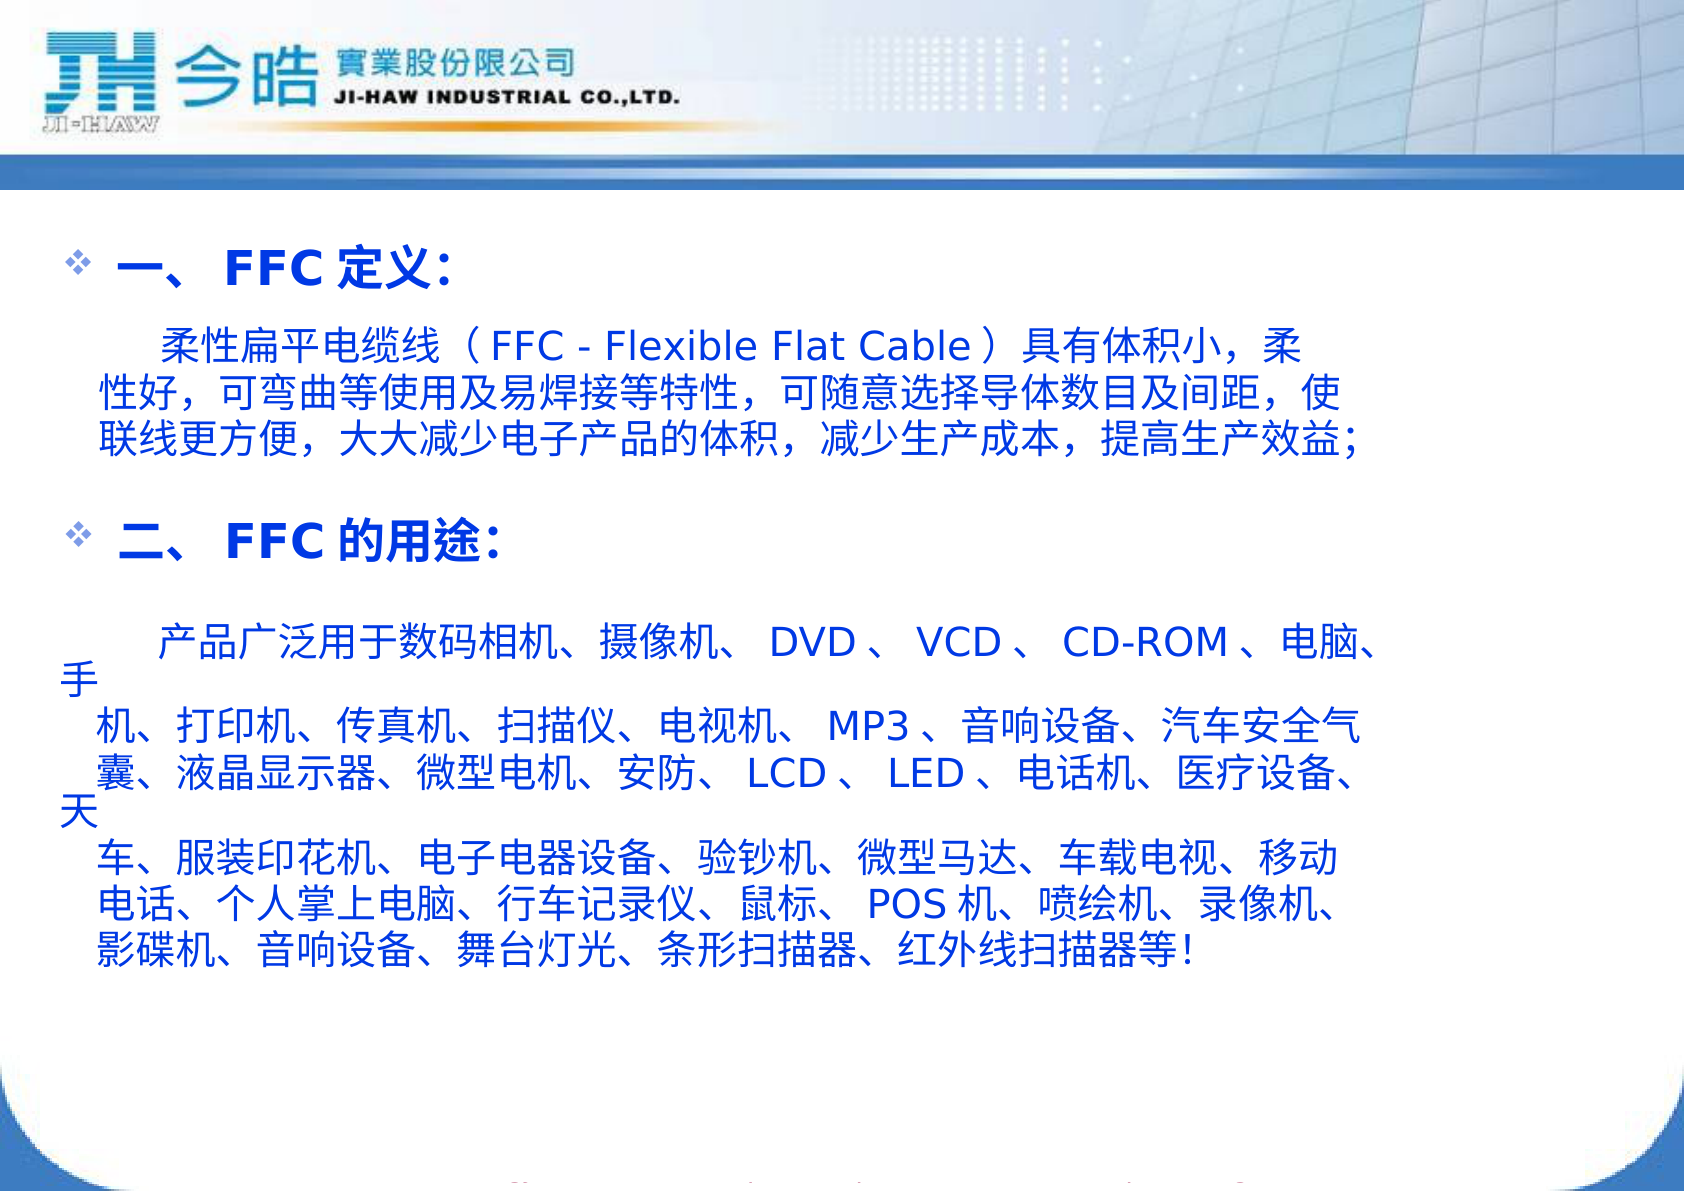 今皓 實業股份限公司
JI-HAW INDUSTRIAL CO.,LTD.
JI-HAW
一、 FFC 定义：
柔性扁平电缆线（ FFC - Flexible Flat Cable ）具有体积小，柔
性好，可弯曲等使用及易焊接等特性，可随意选择导体数目及间距，使
联线更方便，大大减少电子产品的体积，减少生产成本，提高生产效益；
二、 FFC 的用途：
产品广泛用于数码相机、摄像机、 DVD 、 VCD 、 CD-ROM 、电脑、
手
机、打印机、传真机、扫描仪、电视机、 MP3 、音响设备、汽车安全气
囊、液晶显示器、微型电机、安防、 LCD 、 LED 、电话机、医疗设备、
天
车、服装印花机、电子电器设备、验钞机、微型马达、车载电视、移动
电话、个人掌上电脑、行车记录仪、鼠标、 POS 机、喷绘机、录像机、
影碟机、音响设备、舞台灯光、条形扫描器、红外线扫描器等！